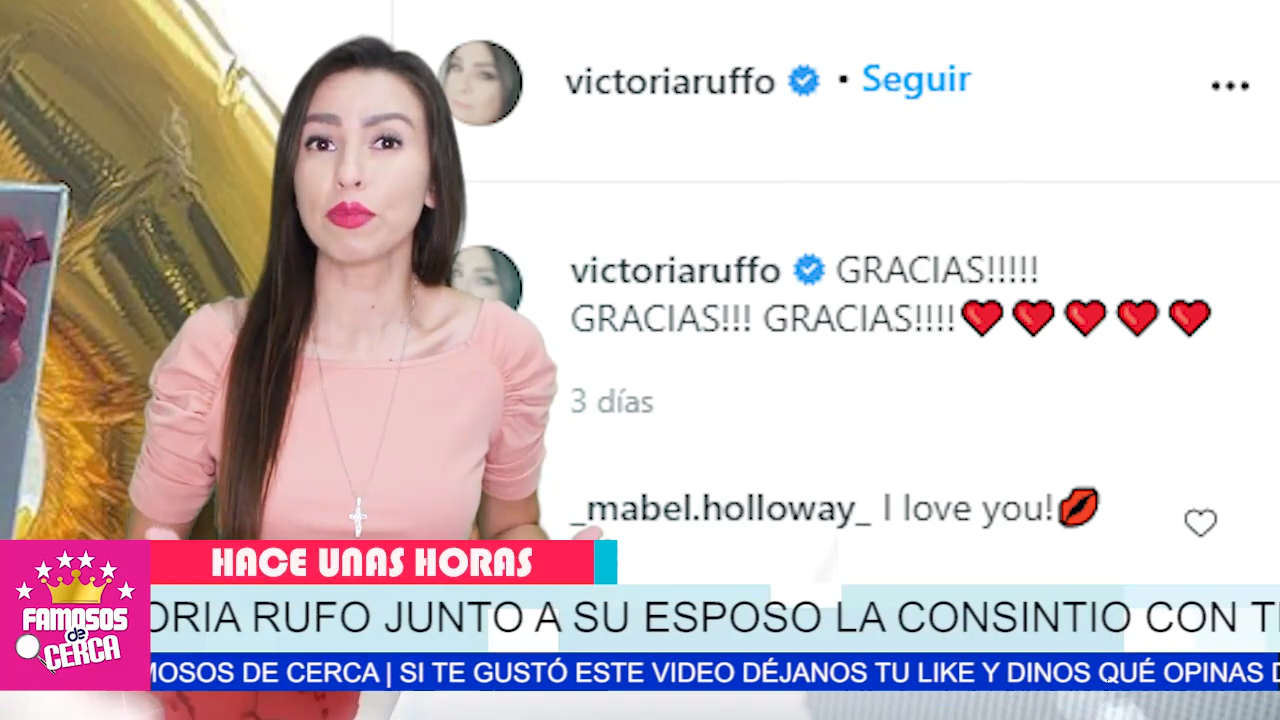 victoriaruffo • Seguir
victoriaruffo GRACIAS!!!!!
GRACIAS!!! GRACIAS!!!!❤❤❤❤❤
3 días
_mabel.holloway_ I love you!💋
HACE UNAS HORAS
FAMOSOS
de
CERCA
ORIA RUFO JUNTO A SU ESPOSO LA CONSINTIO CON T
MOSOS DE CERCA | SI TE GUSTÓ ESTE VIDEO DÉJANOS TU LIKE Y DINOS QUÉ OPINAS D